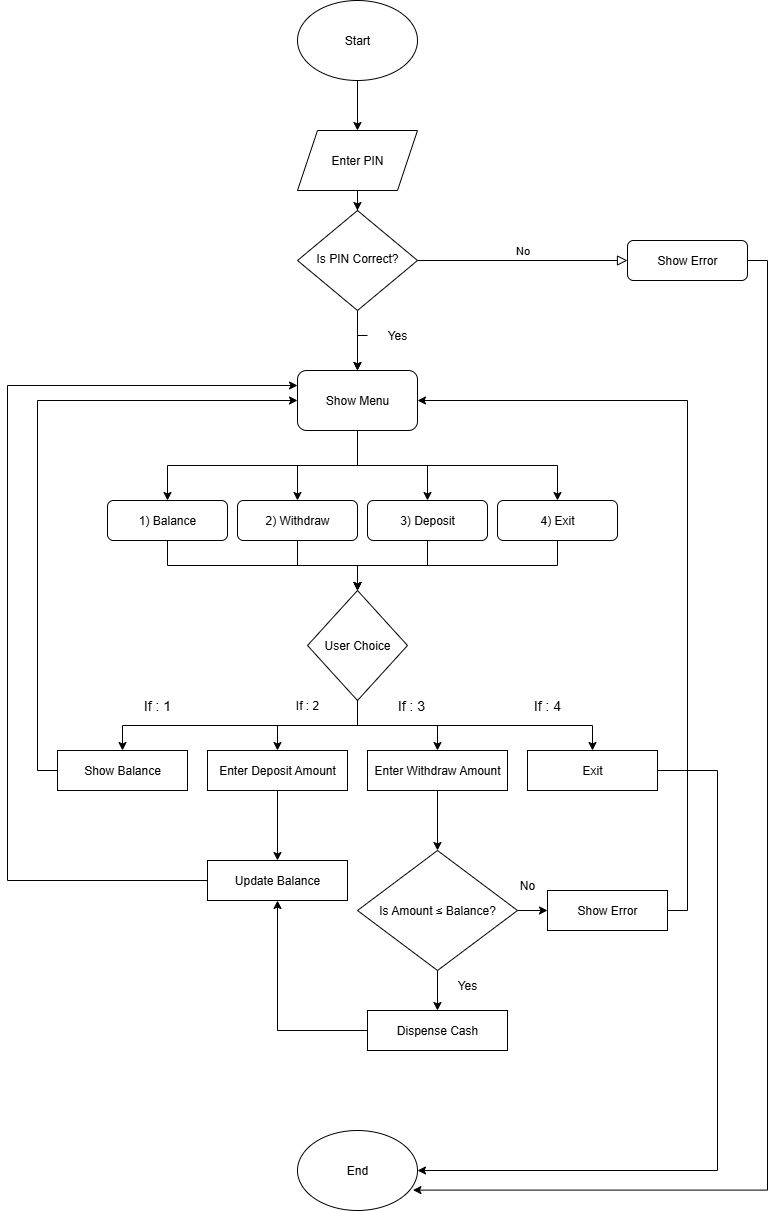 Start
Enter PIN
Is PIN Correct?
No
Show Error
Yes
Show Menu
1) Balance
2) Withdraw
3) Deposit
4) Exit
User Choice
If : 1
If : 2
If : 3
If : 4
Show Balance
Enter Deposit Amount
Enter Withdraw Amount
Exit
Update Balance
Is Amount ≤ Balance?
No
Show Error
Yes
Dispense Cash
End